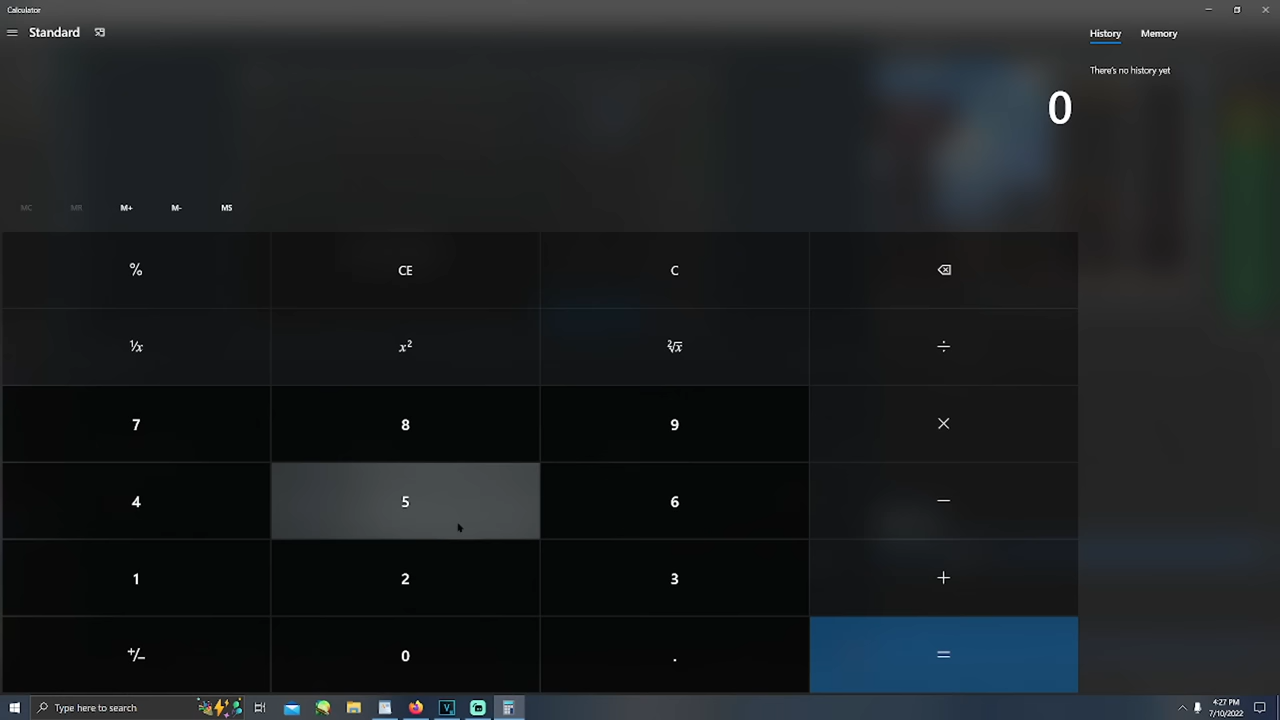 Calculator
Standard
History Memory
There's no history yet
0
MC MR M+ M- MS
% CE C
⅟x x² ²√x ÷
7 8 9 ×
4 5 6 −
1 2 3 +
+/− 0 . =
Type here to search
4:27 PM
7/10/2022